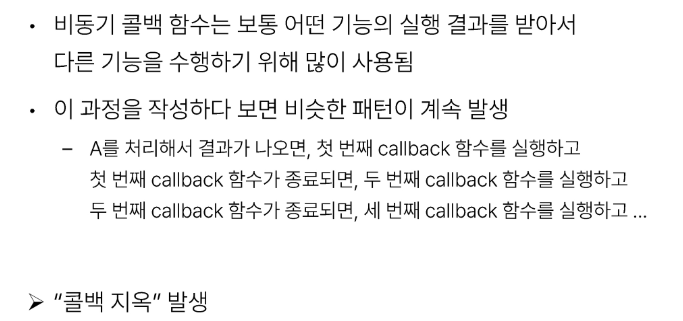 • 비동기 콜백 함수는 보통 어떤 기능의 실행 결과를 받아서
다른 기능을 수행하기 위해 많이 사용됨
• 이 과정을 작성하다 보면 비슷한 패턴이 계속 발생
– A를 처리해서 결과가 나오면, 첫 번째 callback 함수를 실행하고
첫 번째 callback 함수가 종료되면, 두 번째 callback 함수를 실행하고
두 번째 callback 함수가 종료되면, 세 번째 callback 함수를 실행하고 ...
➢ “콜백 지옥” 발생